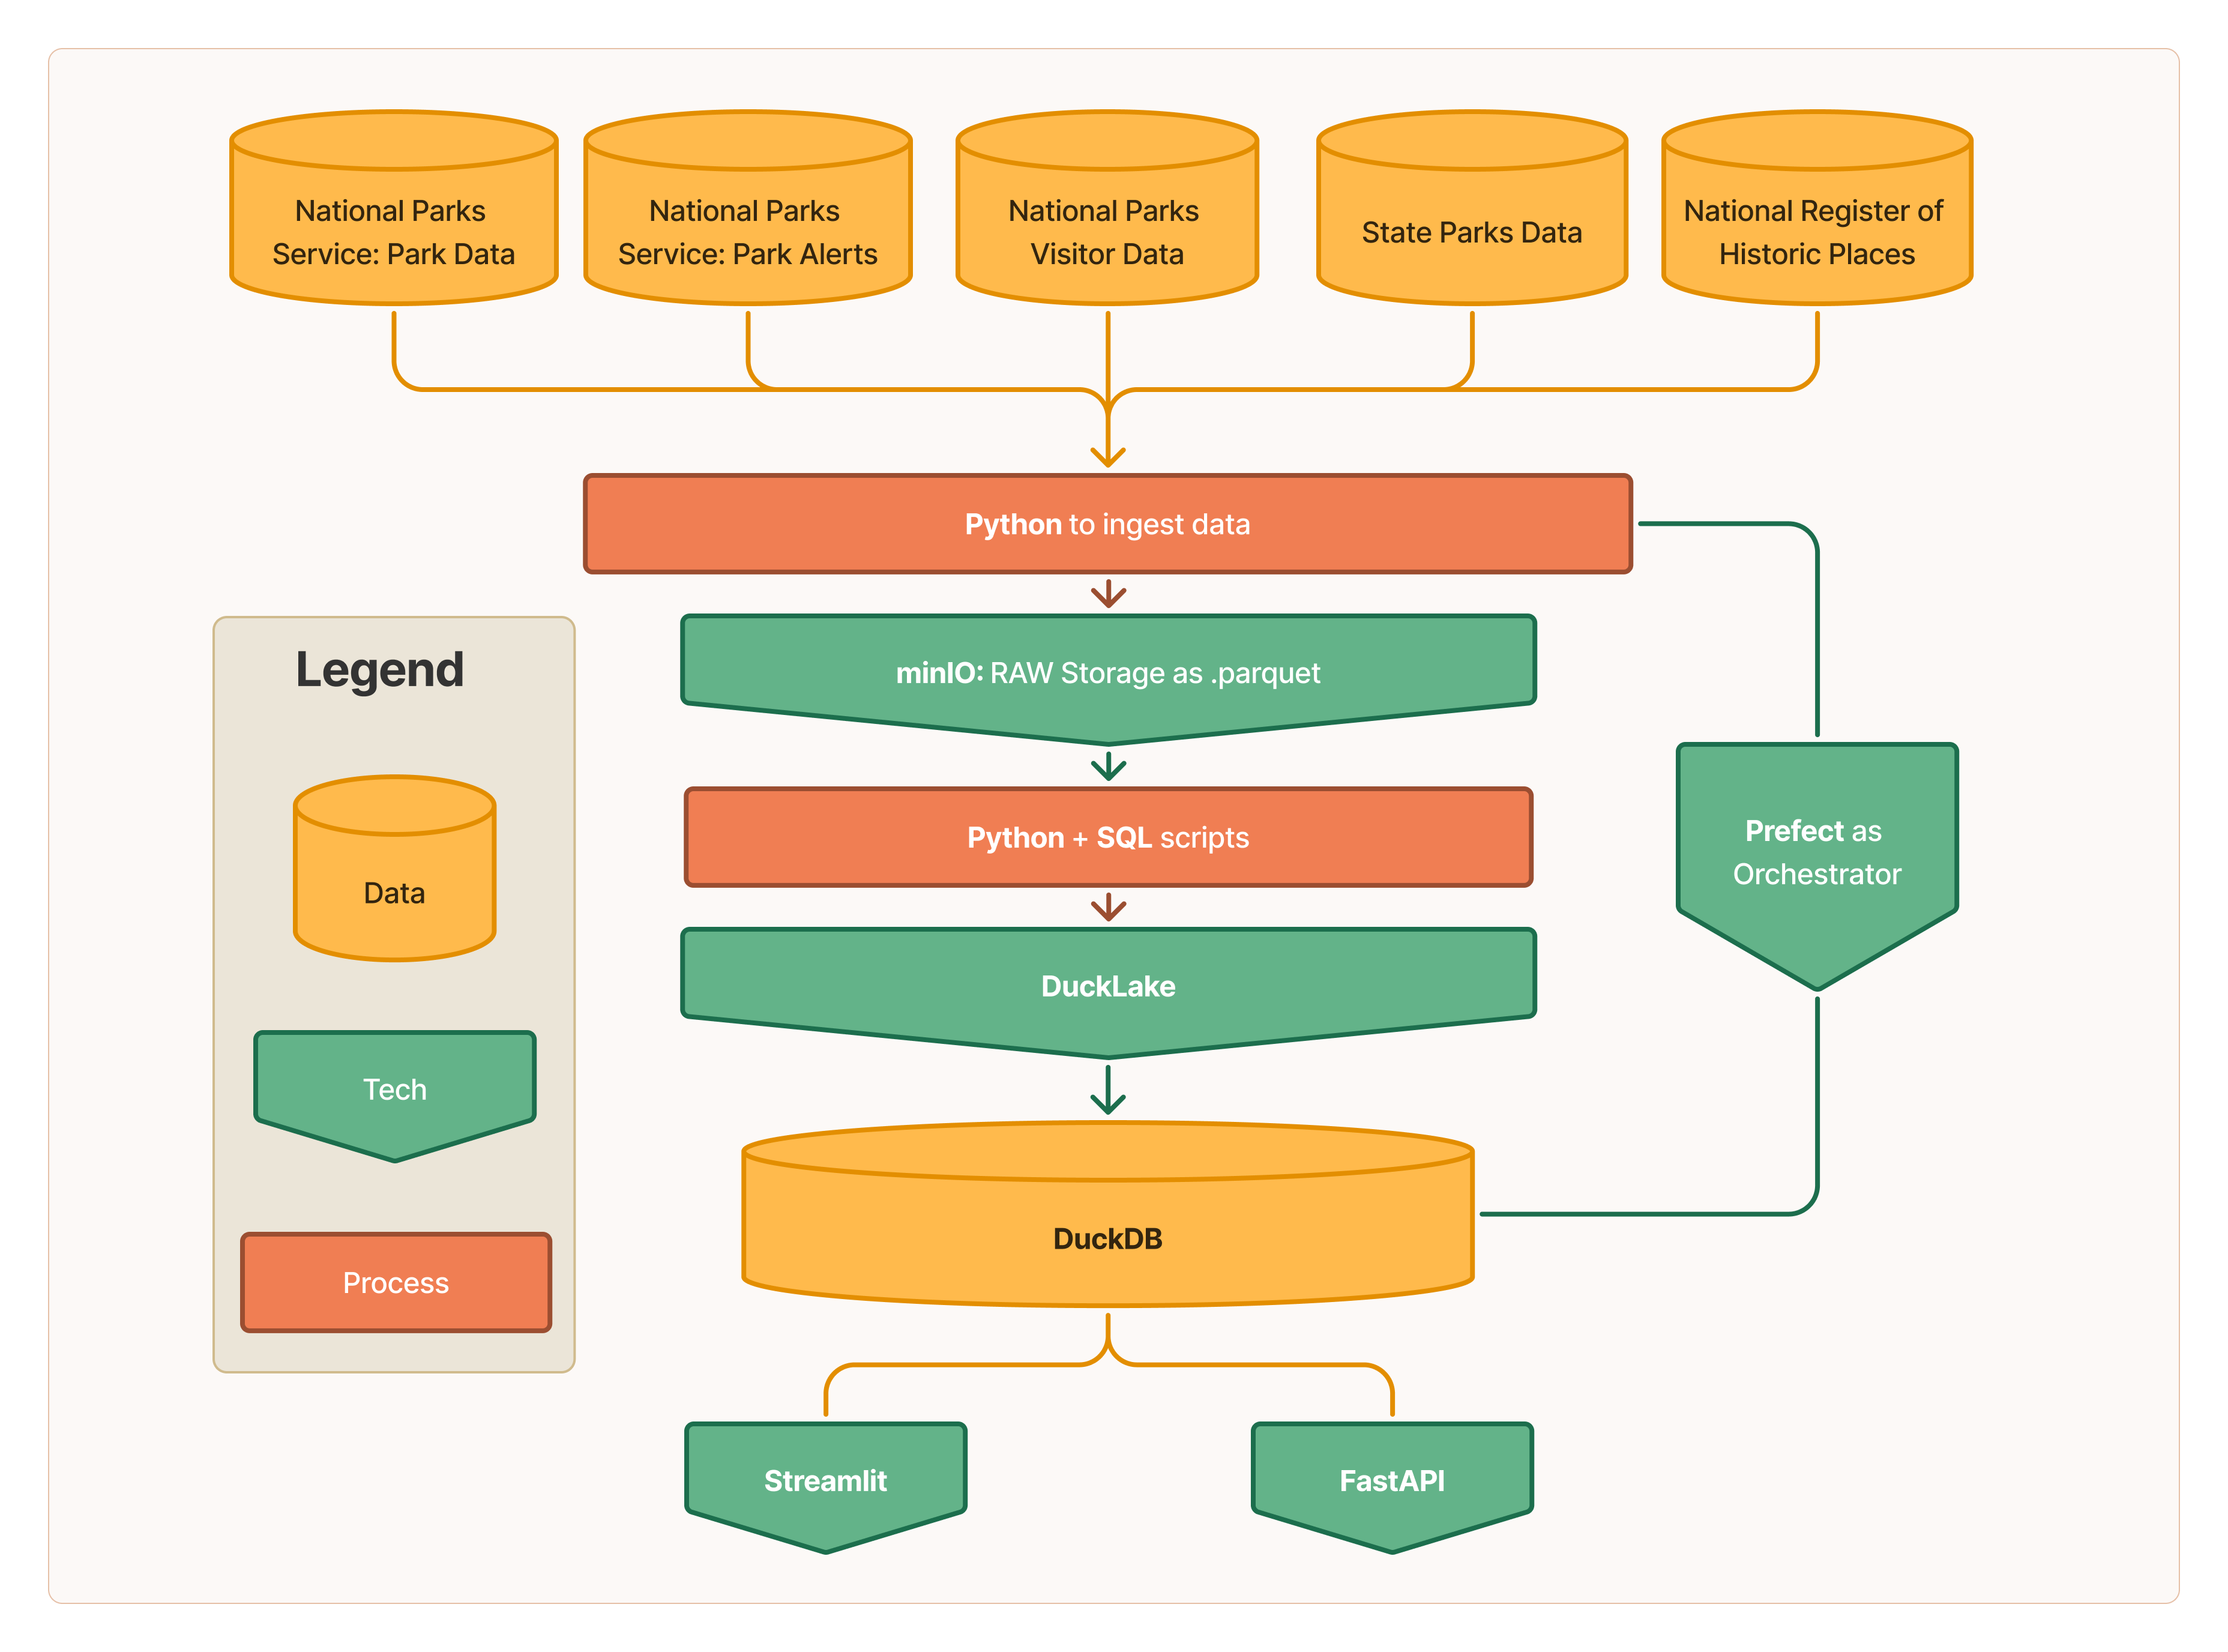 National Parks
Service: Park Data
National Parks
Service: Park Alerts
National Parks
Visitor Data
State Parks Data
National Register of
Historic Places
Python to ingest data
minIO: RAW Storage as .parquet
Python + SQL scripts
DuckLake
DuckDB
Streamlit
FastAPI
Prefect as
Orchestrator
Legend
Data
Tech
Process